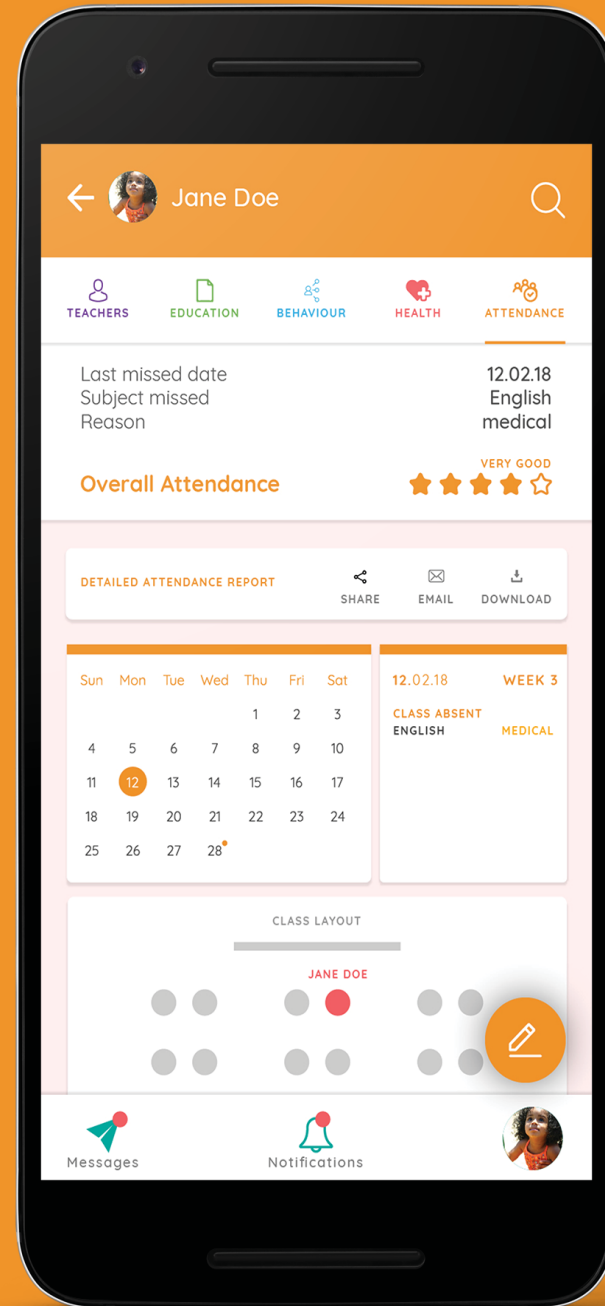 Jane Doe
TEACHERS EDUCATION BEHAVIOUR HEALTH ATTENDANCE
Last missed date 12.02.18
Subject missed English
Reason medical
VERY GOOD
Overall Attendance
DETAILED ATTENDANCE REPORT
SHARE EMAIL DOWNLOAD
Sun Mon Tue Wed Thu Fri Sat
1 2 3
4 5 6 7 8 9 10
11 12 13 14 15 16 17
18 19 20 21 22 23 24
25 26 27 28
12.02.18 WEEK 3
CLASS ABSENT
ENGLISH MEDICAL
CLASS LAYOUT
JANE DOE
Messages Notifications